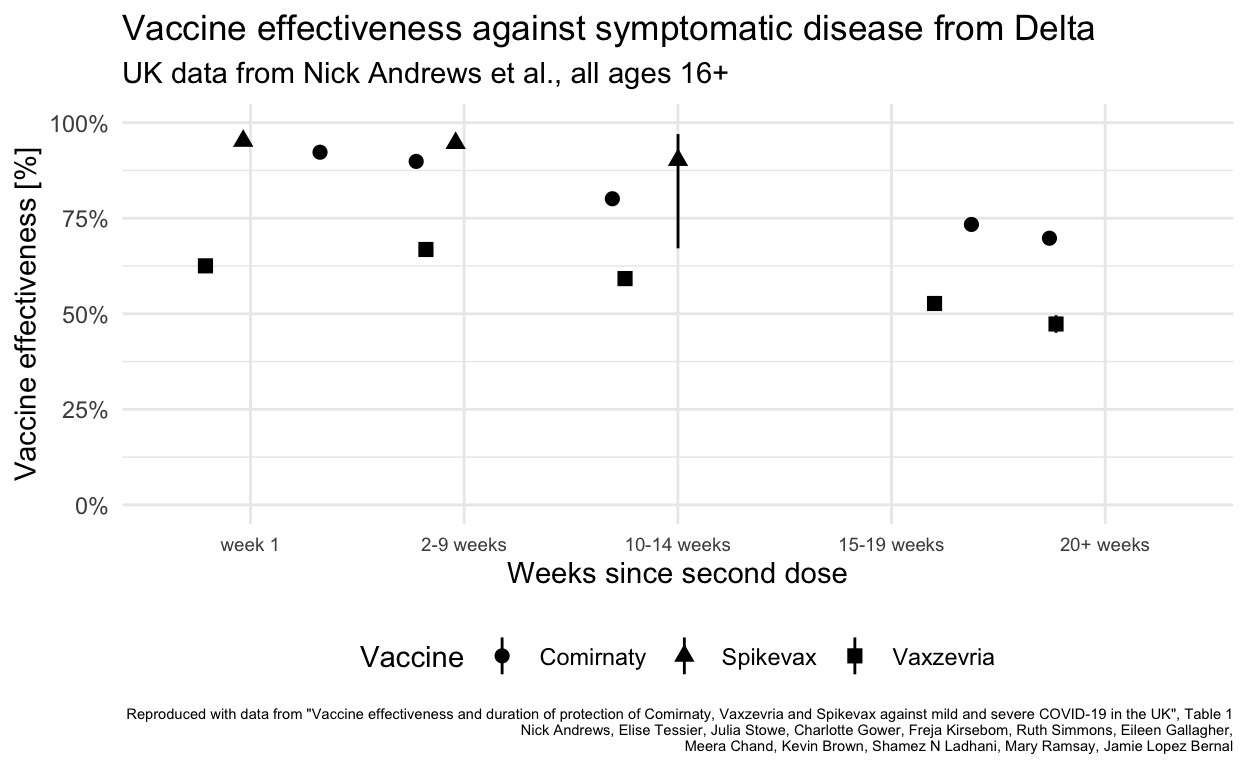 Vaccine effectiveness against symptomatic disease from Delta
UK data from Nick Andrews et al., all ages 16+
Vaccine effectiveness [%]
100%
75%
50%
25%
0%
week 1
2-9 weeks
10-14 weeks
15-19 weeks
20+ weeks
Weeks since second dose
Vaccine
Comirnaty
Spikevax
Vaxzevria
Reproduced with data from "Vaccine effectiveness and duration of protection of Comirnaty, Vaxzevria and Spikevax against mild and severe COVID-19 in the UK", Table 1
Nick Andrews, Elise Tessier, Julia Stowe, Charlotte Gower, Freja Kirsebom, Ruth Simmons, Eileen Gallagher,
Meera Chand, Kevin Brown, Shamez N Ladhani, Mary Ramsay, Jamie Lopez Bernal